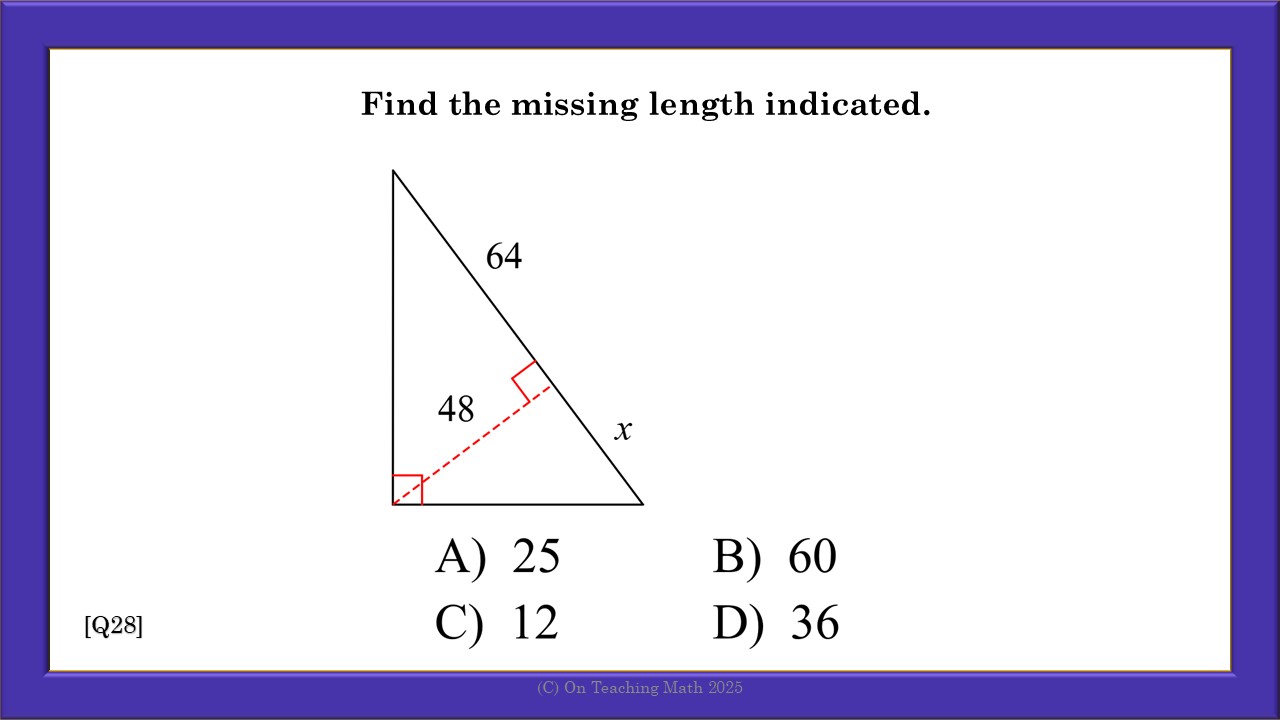 Find the missing length indicated.
64
48
x
A) 25 B) 60
C) 12 D) 36
[Q28]
(C) On Teaching Math 2025